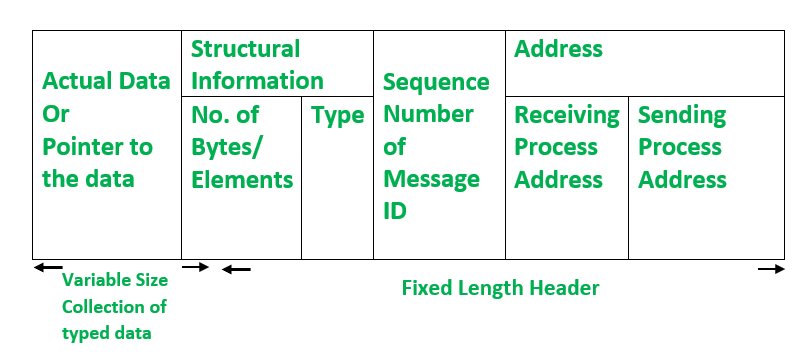 Actual Data
Or
Pointer to
the data
Structural
Information
No. of
Bytes/
Elements
Type
Sequence
Number
of
Message
ID
Address
Receiving
Process
Address
Sending
Process
Address
Variable Size
Collection of
typed data
Fixed Length Header